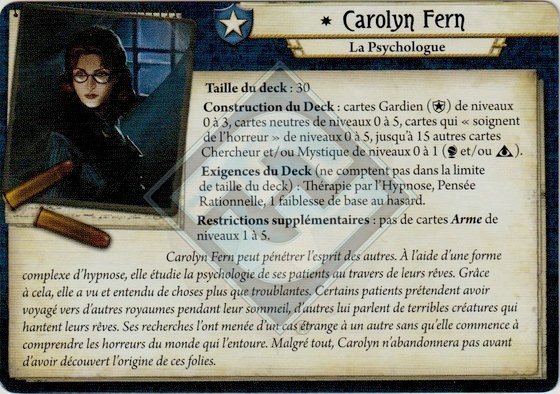 Carolyn Fern
La Psychologue
Taille du deck : 30
Construction du Deck : cartes Gardien () de niveaux
0 à 3, cartes neutres de niveaux 0 à 5, cartes qui « soignent
de l'horreur » de niveaux 0 à 5, jusqu'à 15 autres cartes
Chercheur et/ou Mystique de niveaux 0 à 1 ( et/ou ).
Exigences du Deck (ne comptent pas dans la limite
de taille du deck) : Thérapie par l'Hypnose, Pensée
Rationnelle, 1 faiblesse de base au hasard.
Restrictions supplémentaires : pas de cartes Arme de
niveaux 1 à 5.
Carolyn Fern peut pénétrer l'esprit des autres. À l'aide d'une forme
complexe d'hypnose, elle étudie la psychologie de ses patients au travers de leurs rêves. Grâce
à cela, elle a vu et entendu de choses plus que troublantes. Certains patients prétendent avoir
voyagé vers d'autres royaumes pendant leur sommeil, d'autres lui parlent de terribles créatures qui
hantent leurs rêves. Ses recherches l'ont menée d'un cas étrange à un autre sans qu'elle commence à
comprendre les horreurs du monde qui l'entoure. Malgré tout, Carolyn n'abandonnera pas avant
d'avoir découvert l'origine de ces folies.